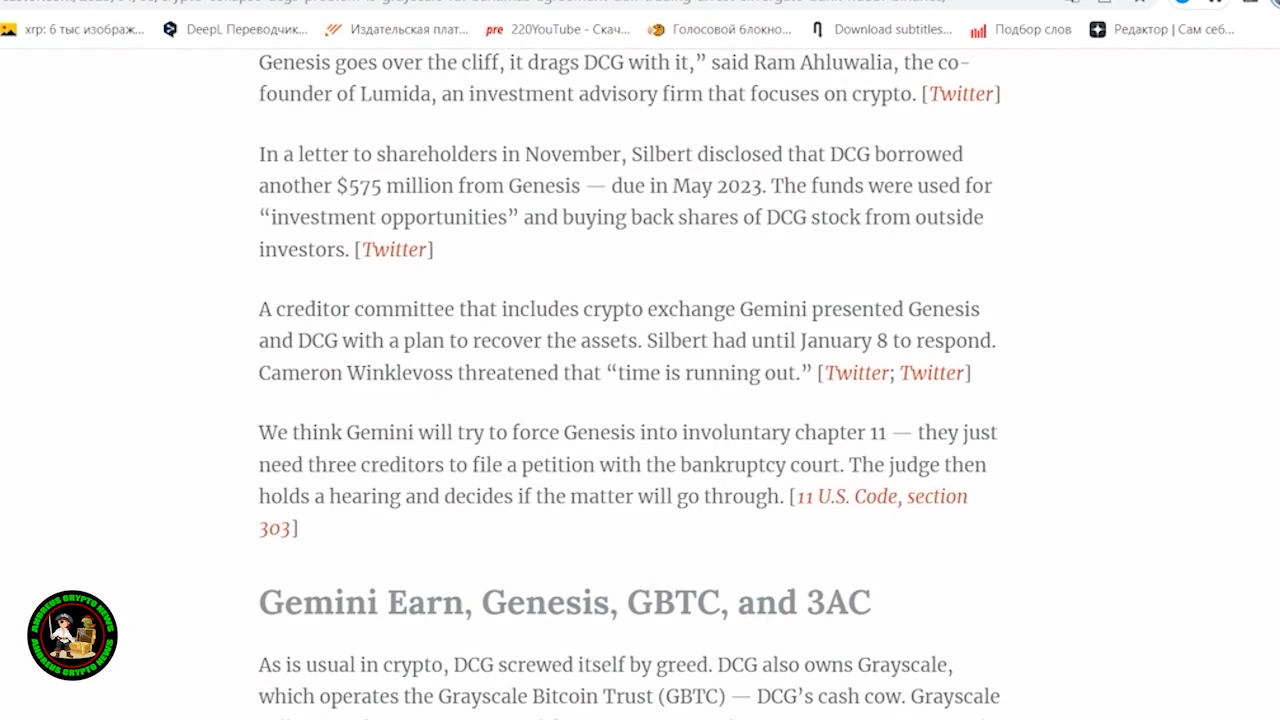 xrp: 6 тыс изображ...
DeepL Переводчик...
Издательская плат...
pre 220YouTube - Скач...
Голосовой блокно...
Download subtitles...
Подбор слов
Редактор | Сам себ...
Genesis goes over the cliff, it drags DCG with it,” said Ram Ahluwalia, the co-
founder of Lumida, an investment advisory firm that focuses on crypto. [Twitter]
In a letter to shareholders in November, Silbert disclosed that DCG borrowed
another $575 million from Genesis — due in May 2023. The funds were used for
“investment opportunities” and buying back shares of DCG stock from outside
investors. [Twitter]
A creditor committee that includes crypto exchange Gemini presented Genesis
and DCG with a plan to recover the assets. Silbert had until January 8 to respond.
Cameron Winklevoss threatened that “time is running out.” [Twitter; Twitter]
We think Gemini will try to force Genesis into involuntary chapter 11 — they just
need three creditors to file a petition with the bankruptcy court. The judge then
holds a hearing and decides if the matter will go through. [11 U.S. Code, section
303]
Gemini Earn, Genesis, GBTC, and 3AC
As is usual in crypto, DCG screwed itself by greed. DCG also owns Grayscale,
which operates the Grayscale Bitcoin Trust (GBTC) — DCG’s cash cow. Grayscale
ANDREUS CRYPTO NEWS
ANDREUS CRYPTO NEWS